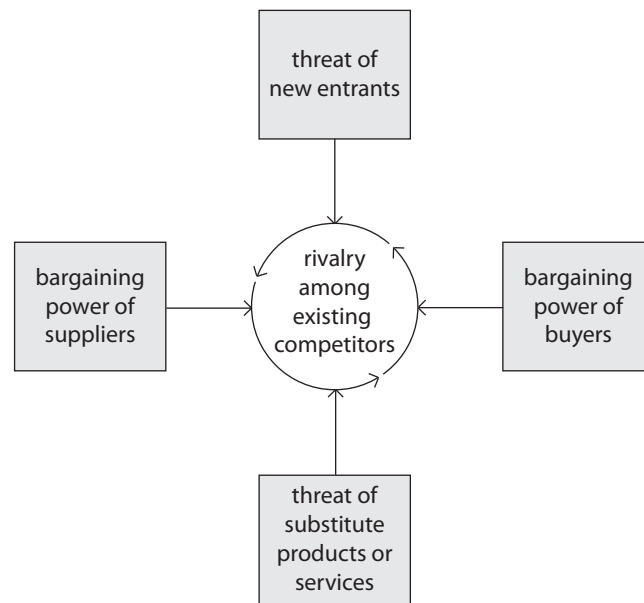 threat of
new entrants
bargaining
power of
suppliers
rivalry
among
existing
competitors
bargaining
power of
buyers
threat of
substitute
products or
services